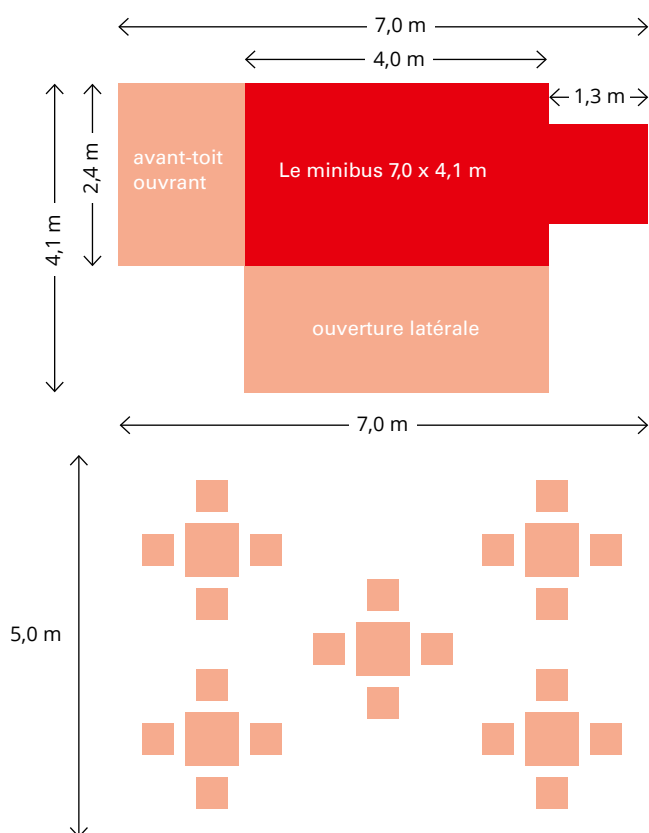 7,0 m
4,0 m
1,3 m
4,1 m
2,4 m
avant-toit
ouvrant
Le minibus 7,0 x 4,1 m
ouverture latérale
7,0 m
5,0 m